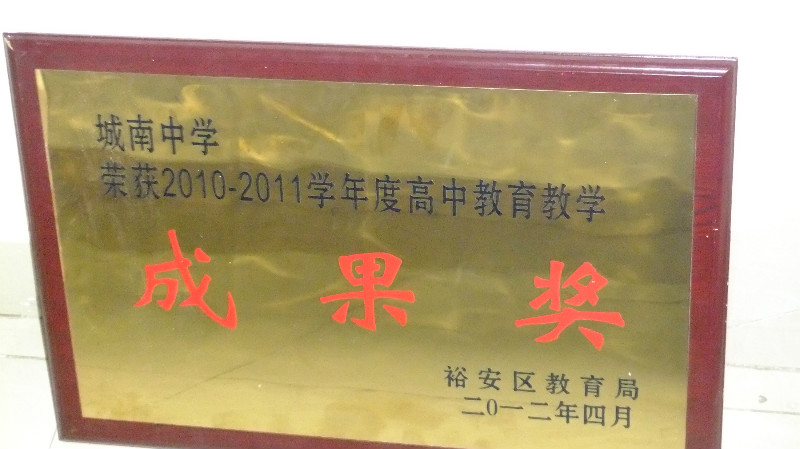 城南中学
荣获2010-2011学年度高中教育教学
成果奖
裕安区教育局
二0一二年四月